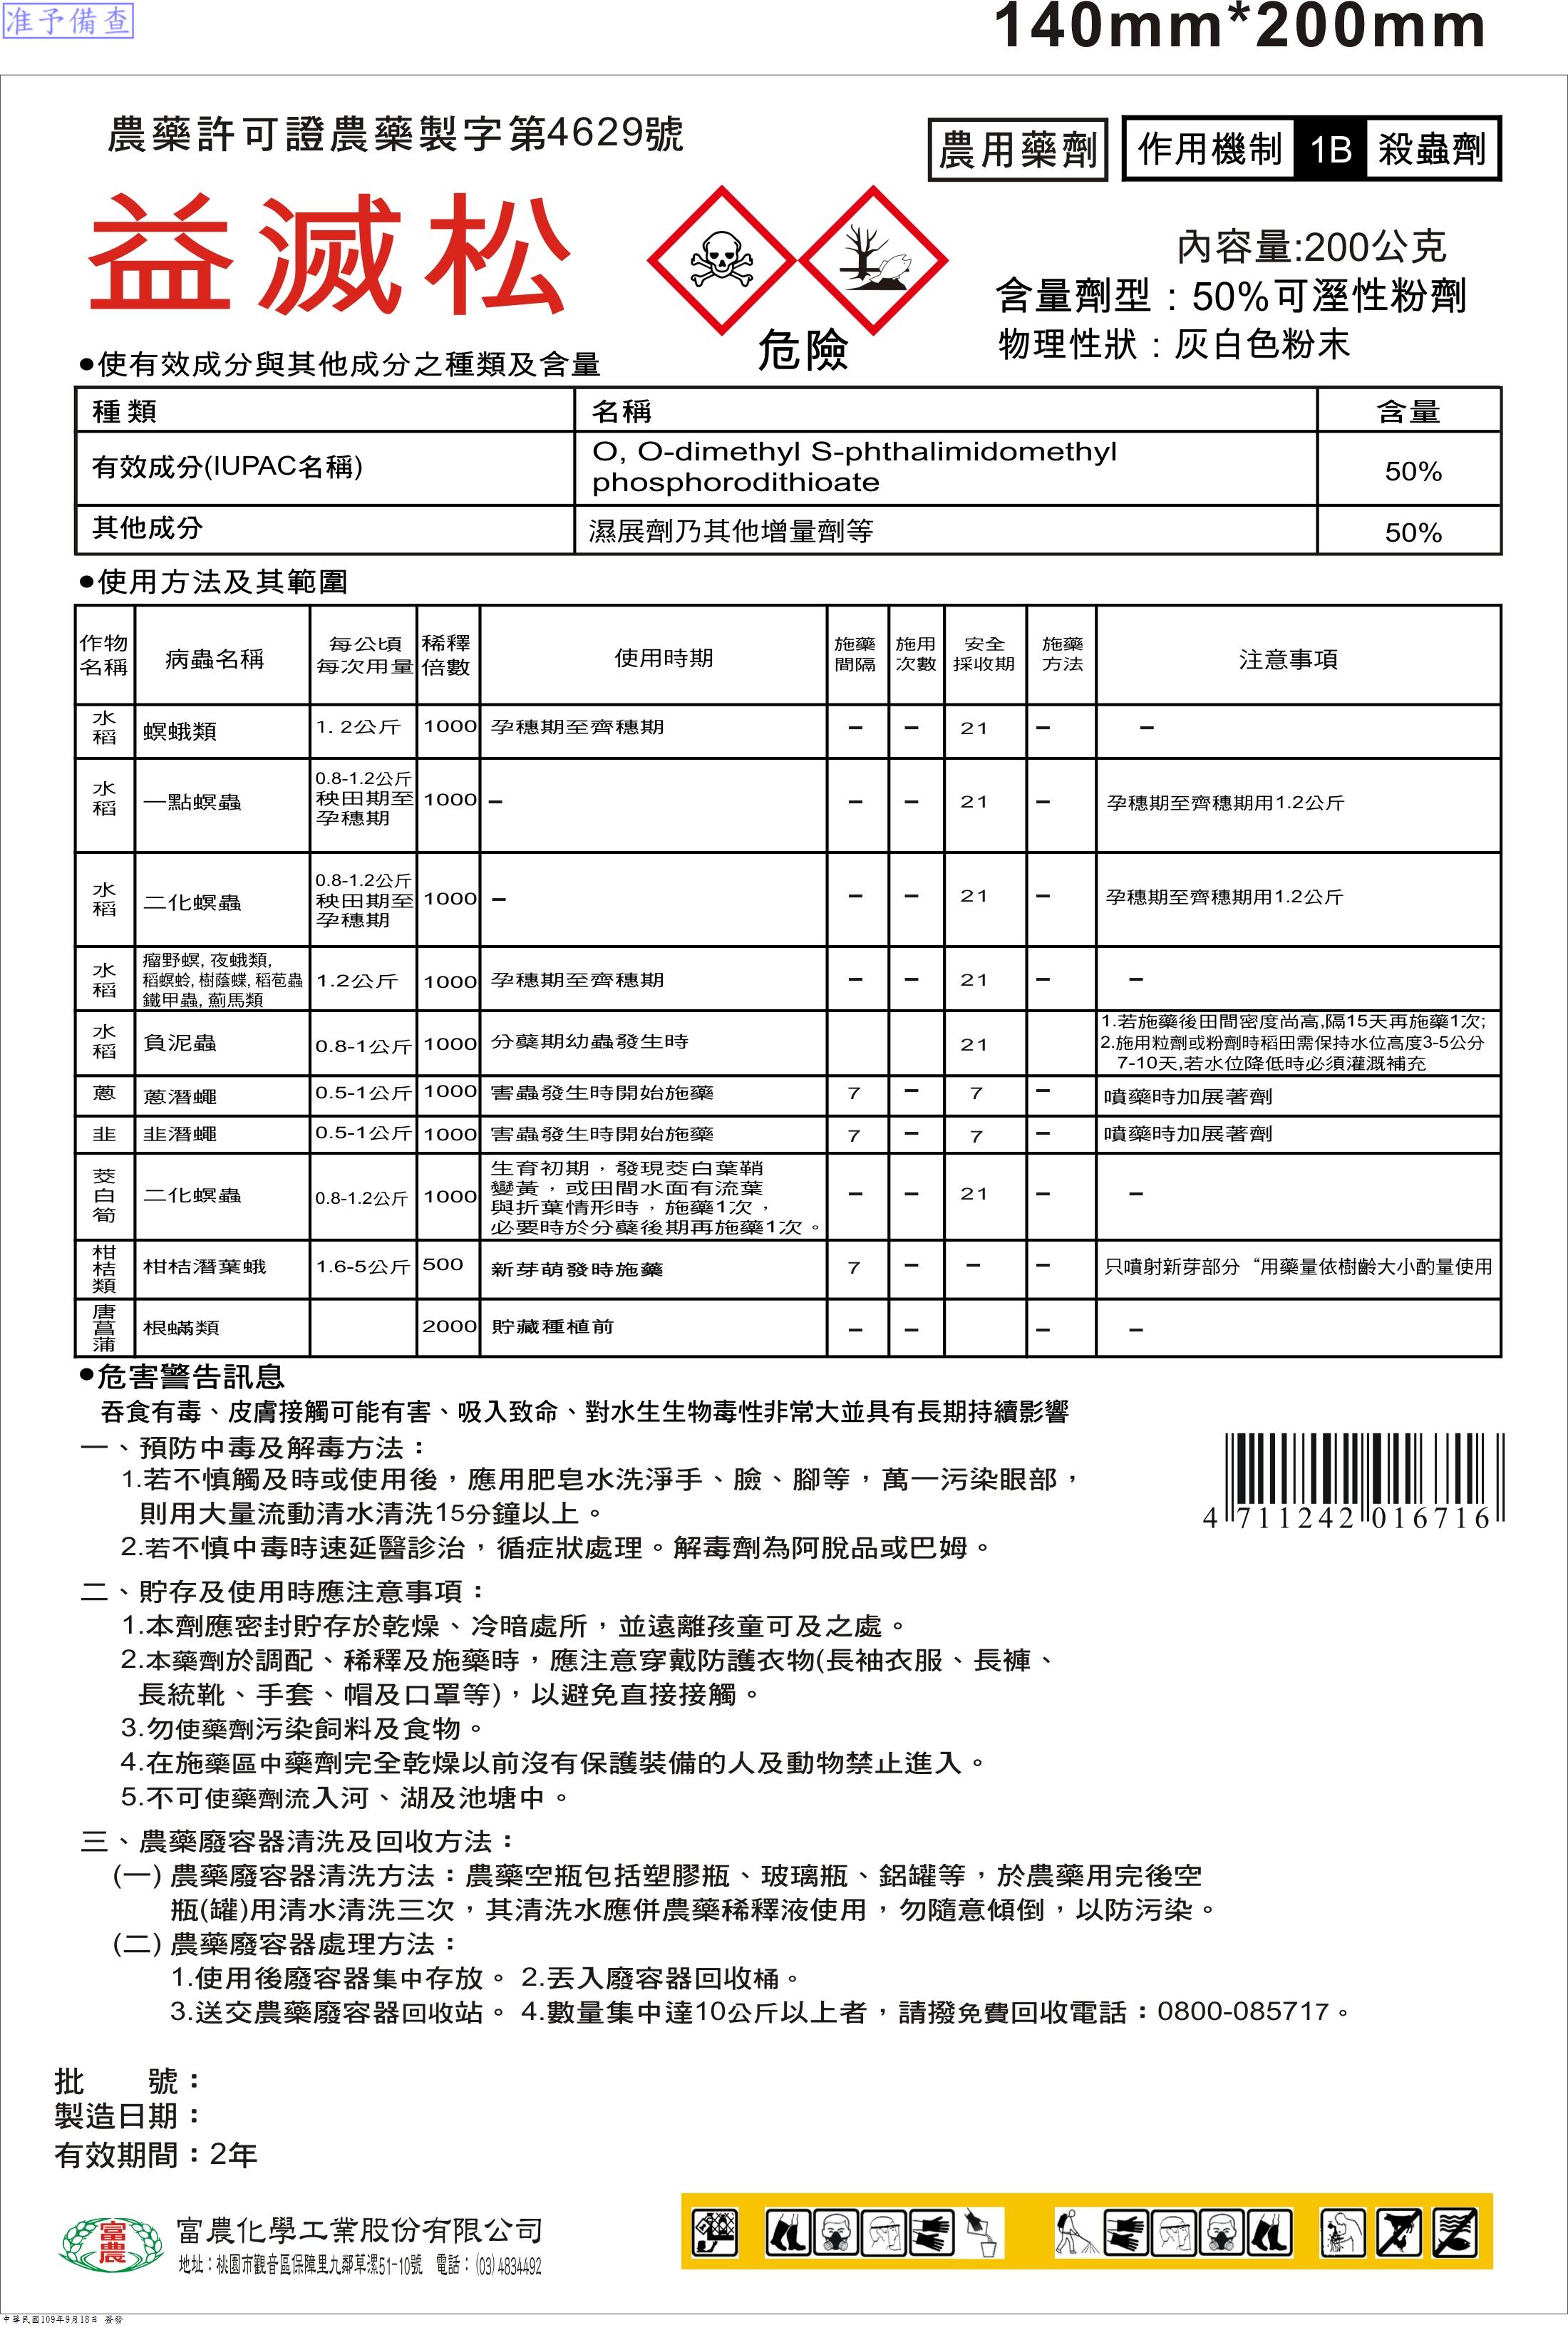 准予備查
140mm*200mm
農藥許可證農藥製字第4629號
農用藥劑
作用機制 1B 殺蟲劑
益滅松
危險
內容量:200公克
含量劑型：50%可溼性粉劑
物理性狀：灰白色粉末
●使有效成分與其他成分之種類及含量
種類 名稱 含量
有效成分(IUPAC名稱) O, O-dimethyl S-phthalimidomethyl
phosphorodithioate 50%
其他成分 濕展劑乃其他增量劑等 50%
●使用方法及其範圍
作物名稱 病蟲名稱 每公頃每次用量 稀釋倍數 使用時期 施藥間隔 施用次數 安全採收期 施藥方法 注意事項
水稻 螟蛾類 1. 2公斤 1000 孕穗期至齊穗期 – – 21 – –
水稻 一點螟蟲 0.8-1.2公斤秧田期至孕穗期 1000 – – – 21 – 孕穗期至齊穗期用1.2公斤
水稻 二化螟蟲 0.8-1.2公斤秧田期至孕穗期 1000 – – – 21 – 孕穗期至齊穗期用1.2公斤
水稻 瘤野螟, 夜蛾類,
稻螟蛉, 樹蔭蝶, 稻苞蟲
鐵甲蟲, 薊馬類 1.2公斤 1000 孕穗期至齊穗期 – – 21 – –
水稻 負泥蟲 0.8-1公斤 1000 分蘗期幼蟲發生時 21 1.若施藥後田間密度尚高,隔15天再施藥1次;
2.施用粒劑或粉劑時稻田需保持水位高度3-5公分
7-10天,若水位降低時必須灌溉補充
蔥 蔥潛蠅 0.5-1公斤 1000 害蟲發生時開始施藥 7 – 7 – 噴藥時加展著劑
韭 韭潛蠅 0.5-1公斤 1000 害蟲發生時開始施藥 7 – 7 – 噴藥時加展著劑
茭白筍 二化螟蟲 0.8-1.2公斤 1000 生育初期，發現茭白葉鞘
變黃，或田間水面有流葉
與折葉情形時，施藥1次，
必要時於分蘗後期再施藥1次。 – – 21 – –
柑桔類 柑桔潛葉蛾 1.6-5公斤 500 新芽萌發時施藥 7 – – – 只噴射新芽部分“用藥量依樹齡大小酌量使用
唐菖蒲 根蟎類 2000 貯藏種植前 – – – –
●危害警告訊息
吞食有毒、皮膚接觸可能有害、吸入致命、對水生生物毒性非常大並具有長期持續影響
一、預防中毒及解毒方法：
1.若不慎觸及時或使用後，應用肥皂水洗淨手、臉、腳等，萬一污染眼部，
則用大量流動清水清洗15分鐘以上。
2.若不慎中毒時速延醫診治，循症狀處理。解毒劑為阿脫品或巴姆。
4 711242 016716
二、貯存及使用時應注意事項：
1.本劑應密封貯存於乾燥、冷暗處所，並遠離孩童可及之處。
2.本藥劑於調配、稀釋及施藥時，應注意穿戴防護衣物(長袖衣服、長褲、
長統靴、手套、帽及口罩等)，以避免直接接觸。
3.勿使藥劑污染飼料及食物。
4.在施藥區中藥劑完全乾燥以前沒有保護裝備的人及動物禁止進入。
5.不可使藥劑流入河、湖及池塘中。
三、農藥廢容器清洗及回收方法：
(一) 農藥廢容器清洗方法：農藥空瓶包括塑膠瓶、玻璃瓶、鋁罐等，於農藥用完後空
瓶(罐)用清水清洗三次，其清洗水應併農藥稀釋液使用，勿隨意傾倒，以防污染。
(二) 農藥廢容器處理方法：
1.使用後廢容器集中存放。 2.丟入廢容器回收桶。
3.送交農藥廢容器回收站。 4.數量集中達10公斤以上者，請撥免費回收電話：0800-085717。
批　　號：
製造日期：
有效期間：2年
富農
富農化學工業股份有限公司
地址：桃園市觀音區保障里九鄰草漯51-10號 電話：(03)4834492
中華民國109年9月18日 簽發